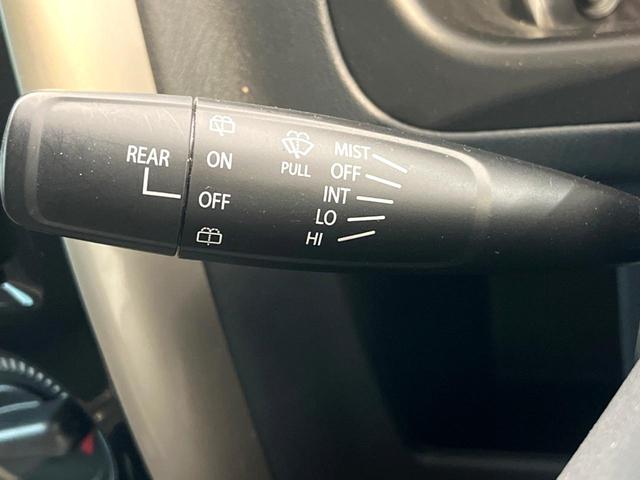 REAR
ON
OFF
PULL
MIST
OFF
INT
LO
HI